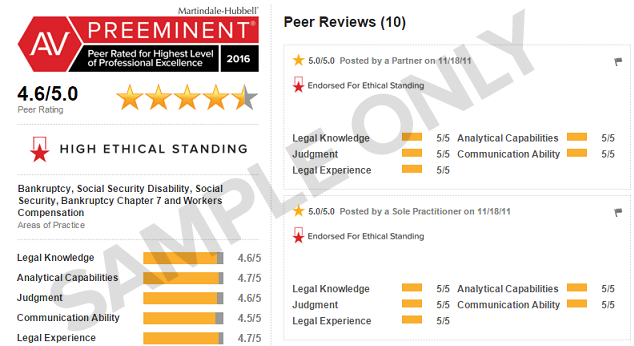 Martindale-Hubbell®
AV PREEMINENT®
Peer Rated for Highest Level
of Professional Excellence
2016
4.6/5.0
Peer Rating
HIGH ETHICAL STANDING
Bankruptcy, Social Security Disability, Social
Security, Bankruptcy Chapter 7 and Workers
Compensation
Areas of Practice
Legal Knowledge 4.6/5
Analytical Capabilities 4.7/5
Judgment 4.6/5
Communication Ability 4.5/5
Legal Experience 4.7/5
Peer Reviews (10)
5.0/5.0 Posted by a Partner on 11/18/11
Endorsed For Ethical Standing
Legal Knowledge 5/5 Analytical Capabilities 5/5
Judgment 5/5 Communication Ability 5/5
Legal Experience 5/5
5.0/5.0 Posted by a Sole Practitioner on 11/18/11
Endorsed For Ethical Standing
Legal Knowledge 5/5 Analytical Capabilities 5/5
Judgment 5/5 Communication Ability 5/5
Legal Experience 5/5
SAMPLE ONLY